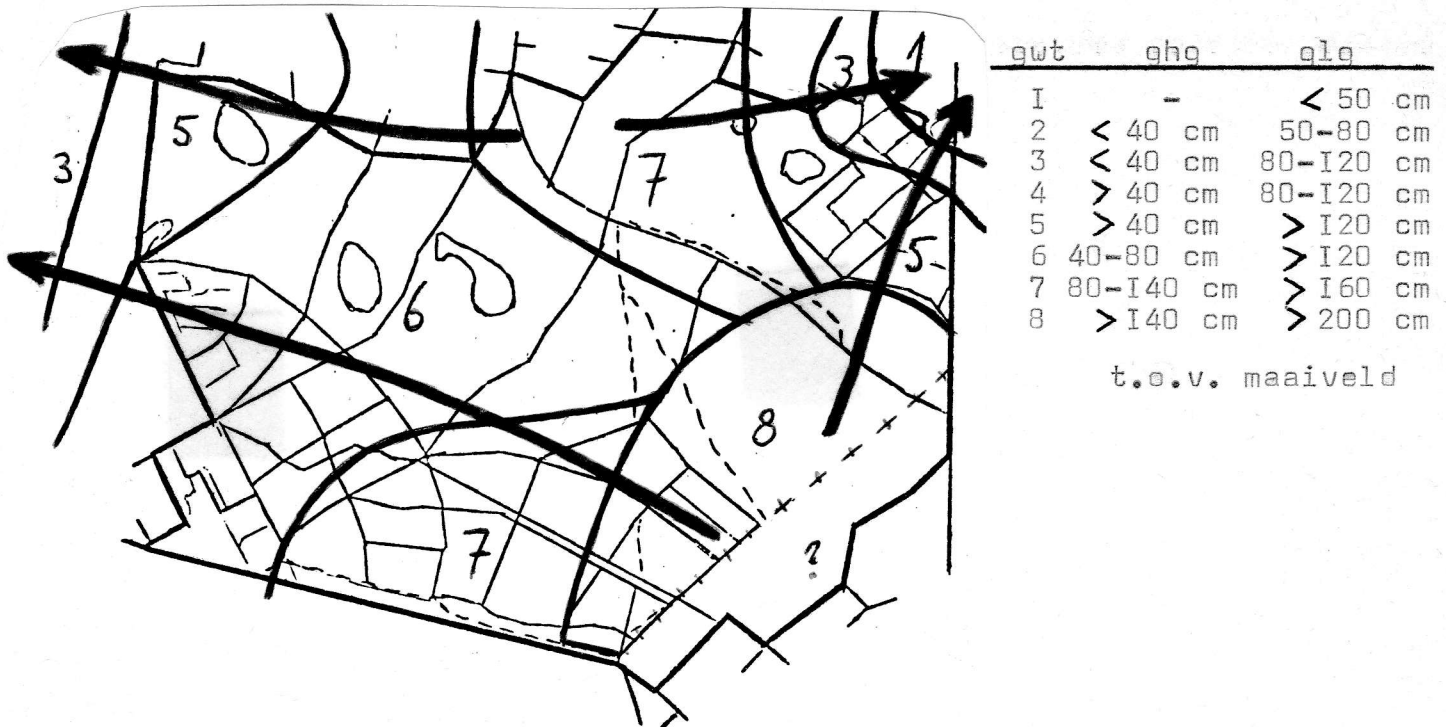 1
3
5
3
7
5
6
8
7
?
gwt ghg glg
I - < 50 cm
2 < 40 cm 50-80 cm
3 < 40 cm 80-I20 cm
4 > 40 cm 80-I20 cm
5 > 40 cm > I20 cm
6 40-80 cm > I20 cm
7 80-I40 cm > I60 cm
8 > I40 cm > 200 cm
t.o.v. maaiveld